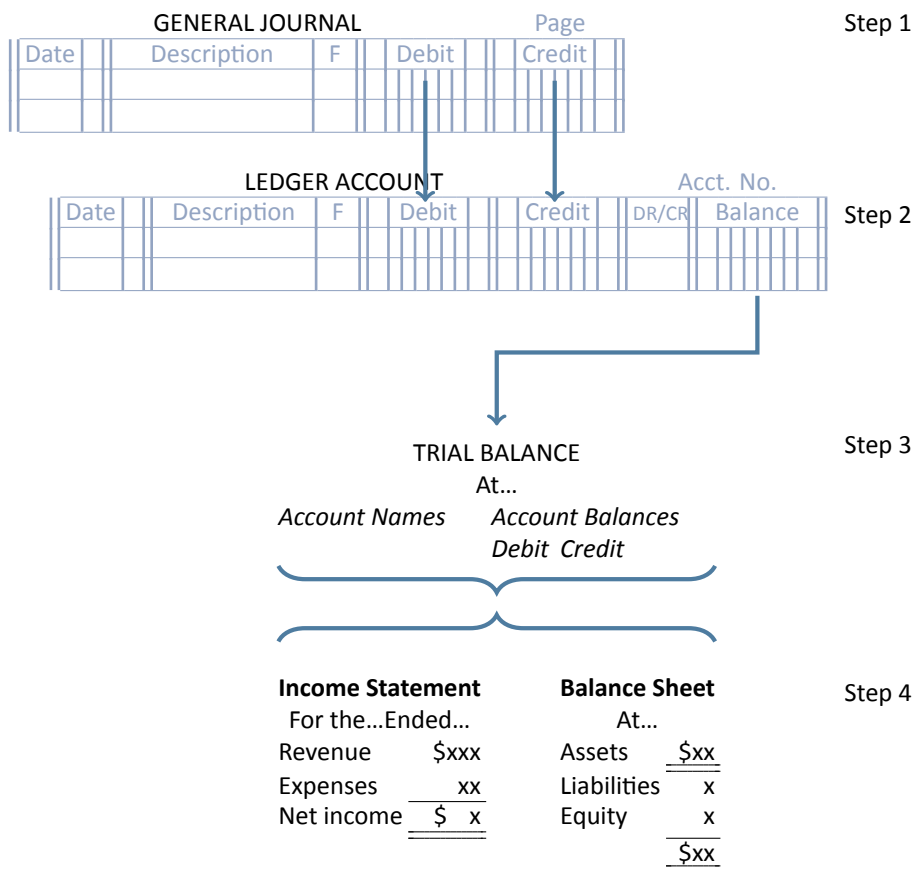 GENERAL JOURNAL Page Step 1
Date Description F Debit Credit
LEDGER ACCOUNT Acct. No.
Date Description F Debit Credit DR/CR Balance Step 2
TRIAL BALANCE Step 3
At…
Account Names Account Balances
Debit Credit
Income Statement Balance Sheet Step 4
For the…Ended… At…
Revenue $xxx Assets $xx
Expenses xx Liabilities x
Net income $ x Equity x
$xx